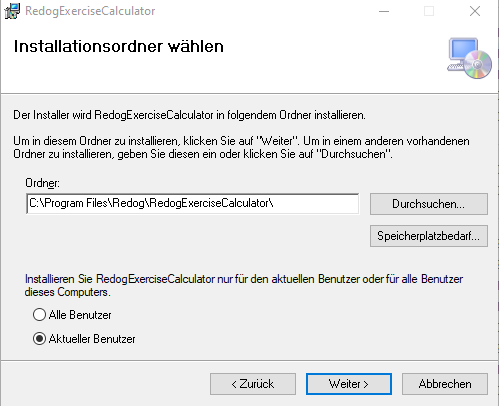 RedogExerciseCalculator
Installationsordner wählen
Der Installer wird RedogExerciseCalculator in folgendem Ordner installieren.
Um in diesem Ordner zu installieren, klicken Sie auf "Weiter". Um in einem anderen vorhandenen
Ordner zu installieren, geben Sie diesen ein oder klicken Sie auf "Durchsuchen".
Ordner:
C:\Program Files\Redog\RedogExerciseCalculator\
Durchsuchen...
Speicherplatzbedarf...
Installieren Sie RedogExerciseCalculator nur für den aktuellen Benutzer oder für alle Benutzer
dieses Computers.
Alle Benutzer
Aktueller Benutzer
< Zurück
Weiter >
Abbrechen